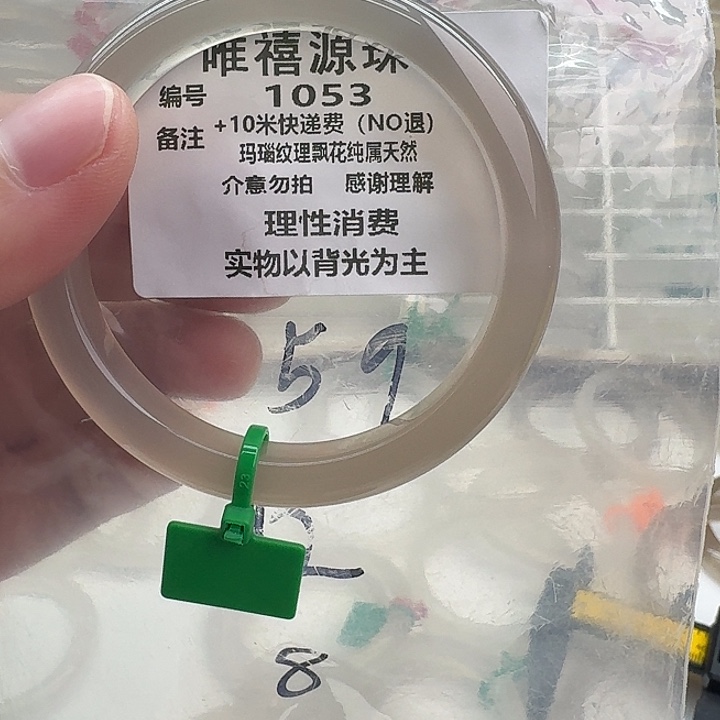 唯禧源珠
编号 1053
备注 +10米快递费（NO退）
玛瑙纹理飘花纯属天然
介意勿拍 感谢理解
理性消费
实物以背光为主
59
23
12
8